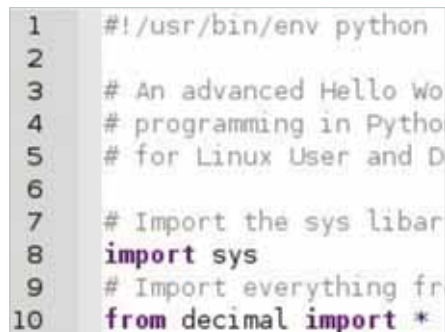 1 #!/usr/bin/env python
2
3 # An advanced Hello Wo
4 # programming in Pytho
5 # for Linux User and D
6
7 # Import the sys libar
8 import sys
9 # Import everything fr
10 from decimal import *